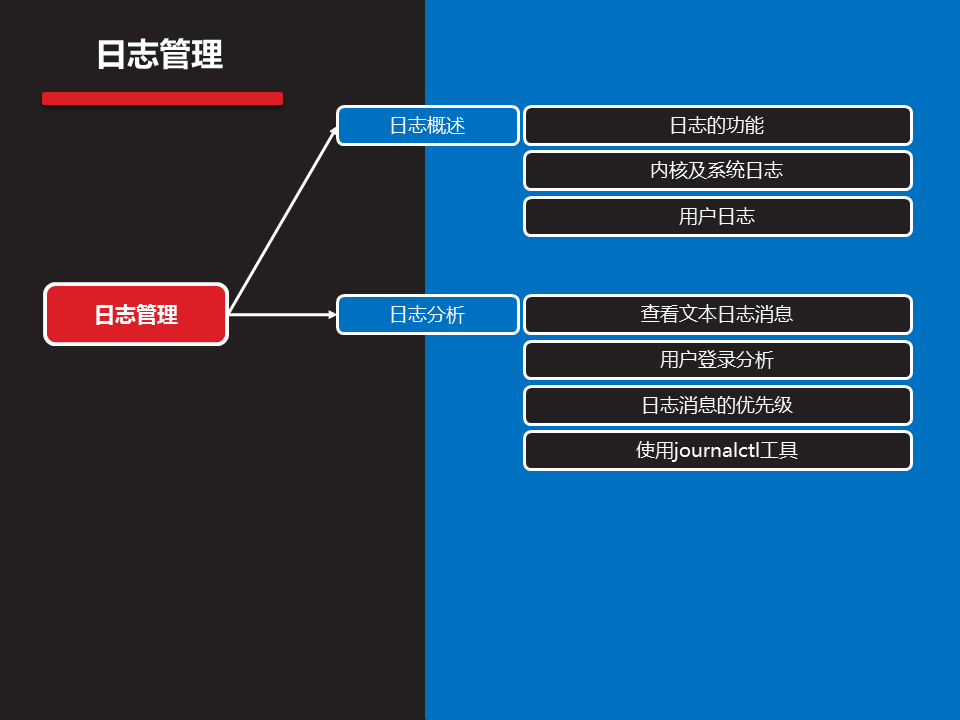 日志管理
日志管理
日志概述
日志的功能
内核及系统日志
用户日志
日志分析
查看文本日志消息
用户登录分析
日志消息的优先级
使用journalctl工具